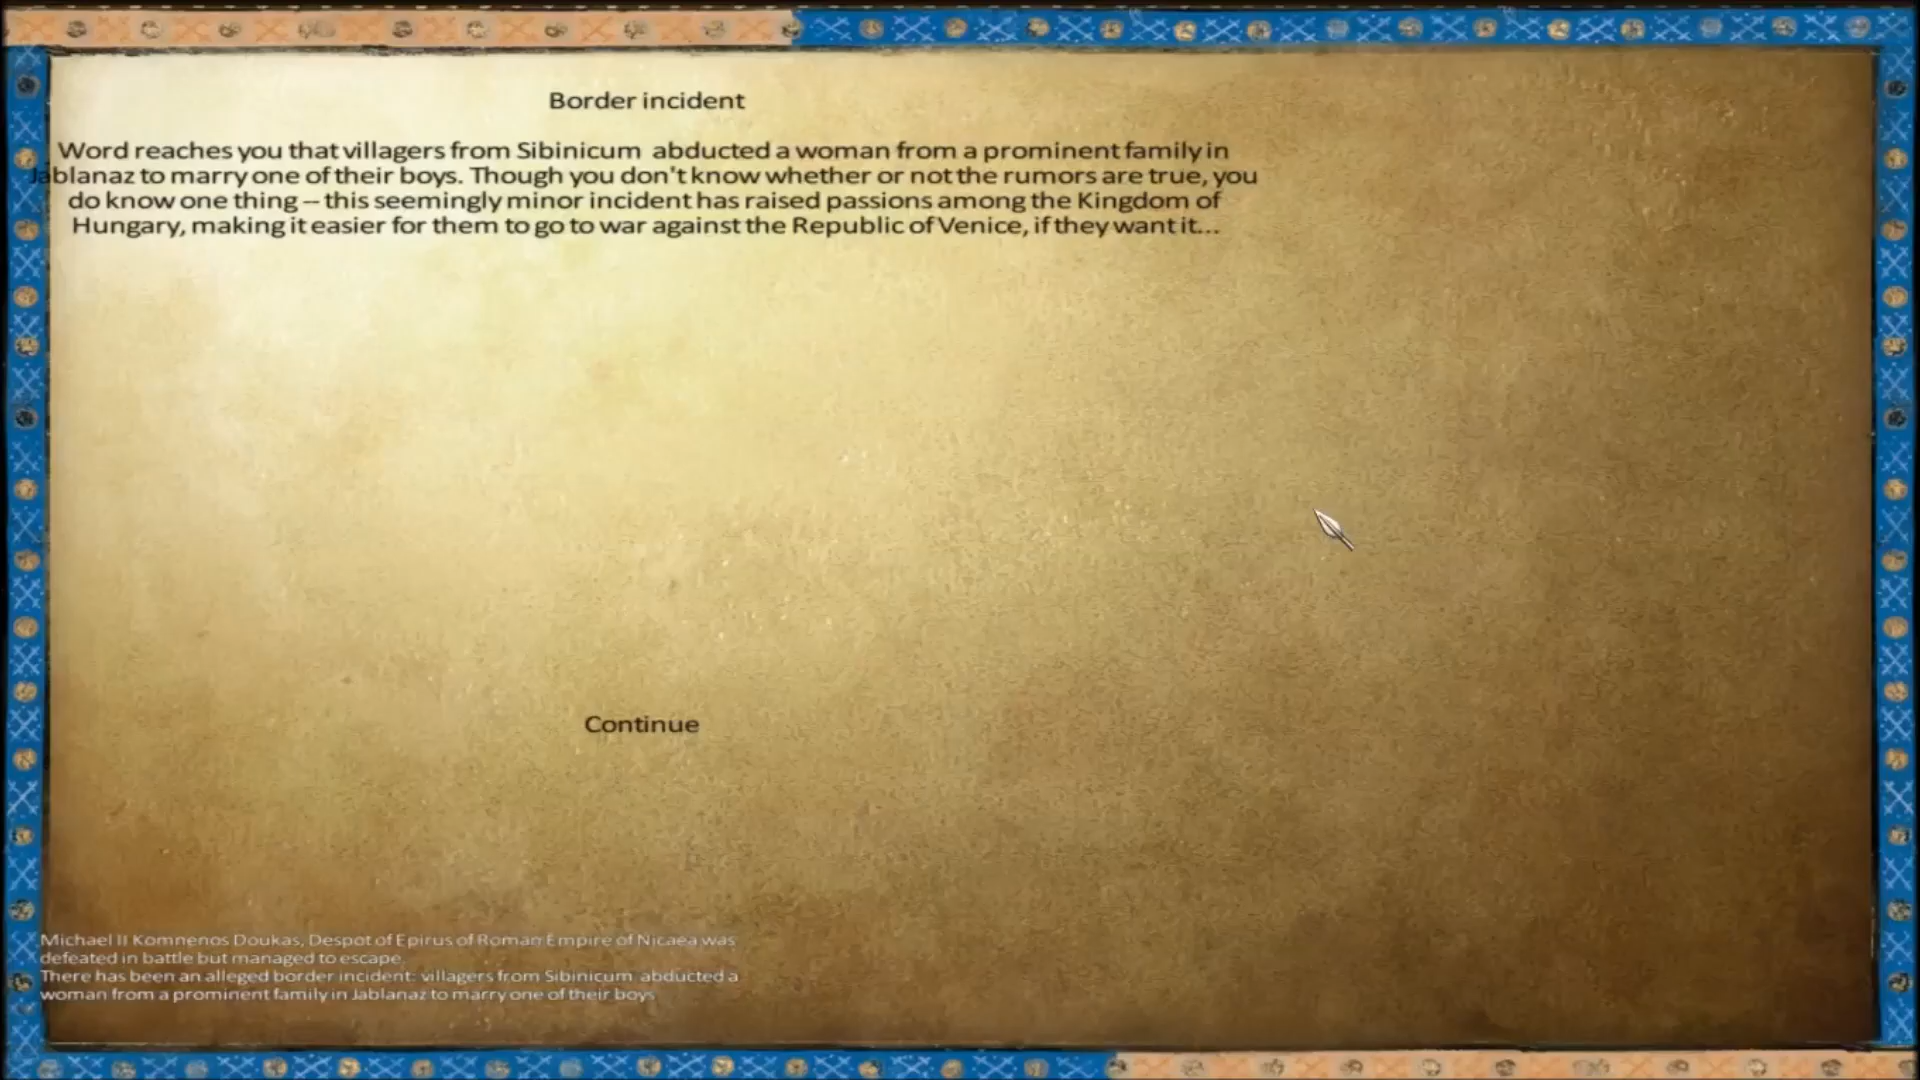 Border incident
Word reaches you that villagers from Sibinicum abducted a woman from a prominent family in
Jablanaz to marry one of their boys. Though you don't know whether or not the rumors are true, you
do know one thing – this seemingly minor incident has raised passions among the Kingdom of
Hungary, making it easier for them to go to war against the Republic of Venice, if they want it...
Continue
Michael II Komnenos Doukas, Despot of Epirus of Roman Empire of Nicaea was
defeated in battle but managed to escape.
There has been an alleged border incident: villagers from Sibinicum abducted a
woman from a prominent family in Jablanaz to marry one of their boys